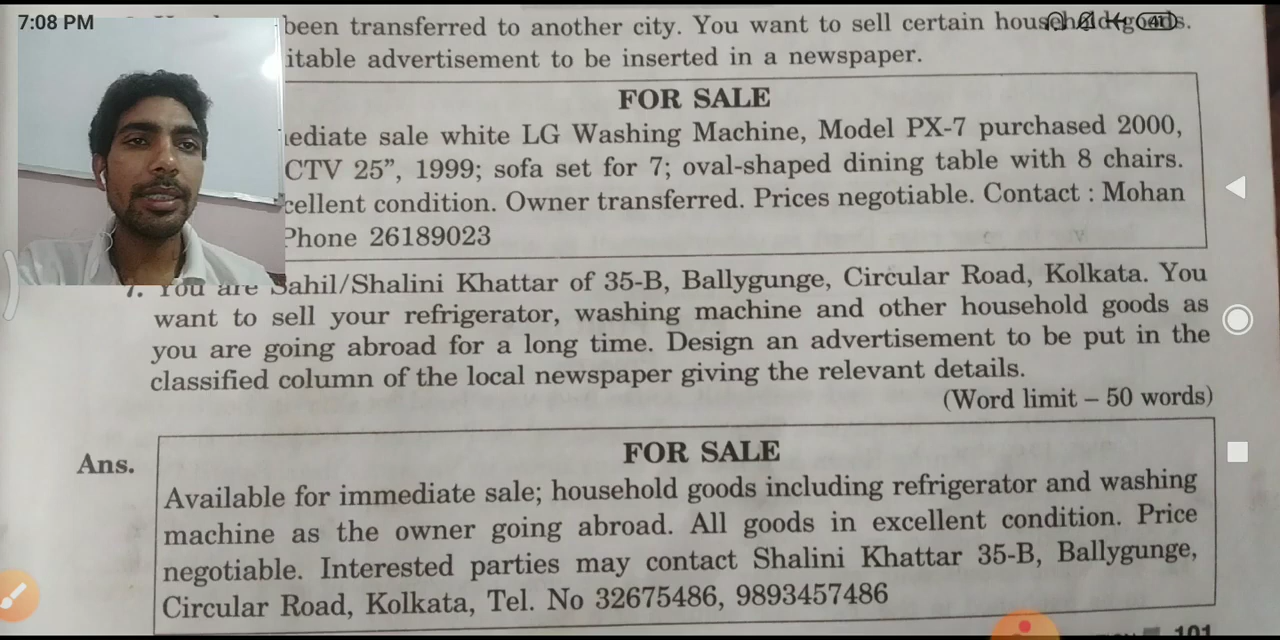 7:08 PM
been transferred to another city. You want to sell certain household goods.
itable advertisement to be inserted in a newspaper.
FOR SALE
ediate sale white LG Washing Machine, Model PX-7 purchased 2000,
CTV 25”, 1999; sofa set for 7; oval-shaped dining table with 8 chairs.
cellent condition. Owner transferred. Prices negotiable. Contact : Mohan
Phone 26189023
7. You are Sahil/Shalini Khattar of 35-B, Ballygunge, Circular Road, Kolkata. You
want to sell your refrigerator, washing machine and other household goods as
you are going abroad for a long time. Design an advertisement to be put in the
classified column of the local newspaper giving the relevant details.
(Word limit – 50 words)
Ans.
FOR SALE
Available for immediate sale; household goods including refrigerator and washing
machine as the owner going abroad. All goods in excellent condition. Price
negotiable. Interested parties may contact Shalini Khattar 35-B, Ballygunge,
Circular Road, Kolkata, Tel. No 32675486, 9893457486
101